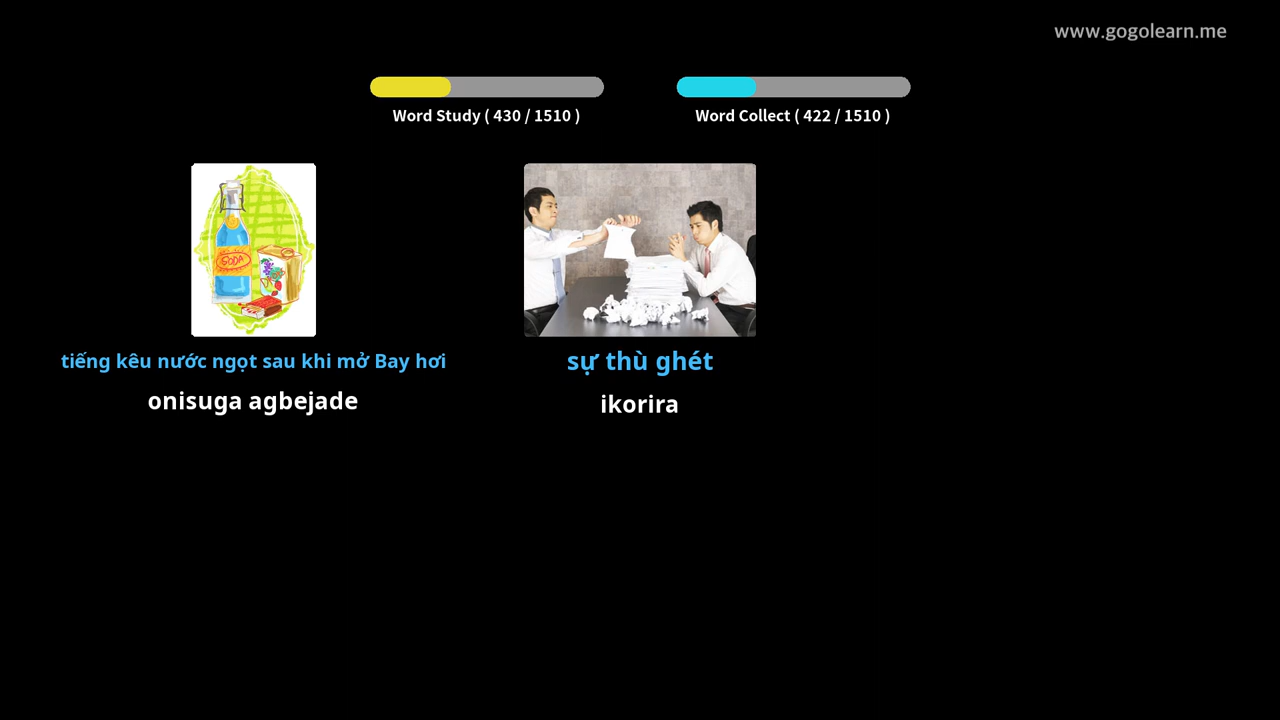 www.gogolearn.me
Word Study ( 430 / 1510 )
Word Collect ( 422 / 1510 )
SODA
tiếng kêu nước ngọt sau khi mở Bay hơi
onisuga agbejade
sự thù ghét
ikorira